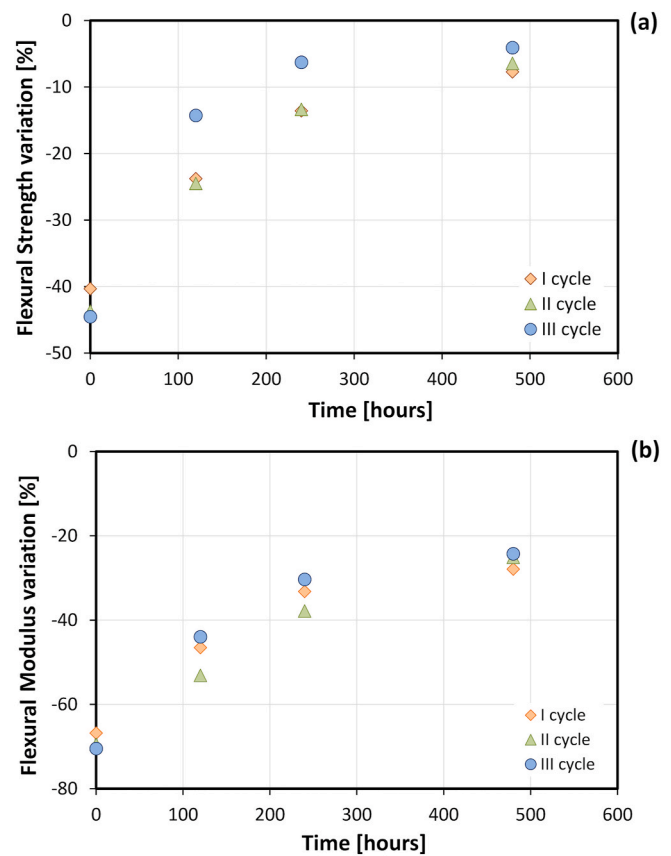 (a)
Flexural Strength variation [%]
0
-10
-20
-30
-40
-50
I cycle
II cycle
III cycle
0 100 200 300 400 500 600
Time [hours]
(b)
Flexural Modulus variation [%]
0
-20
-40
-60
-80
I cycle
II cycle
III cycle
0 100 200 300 400 500 600
Time [hours]